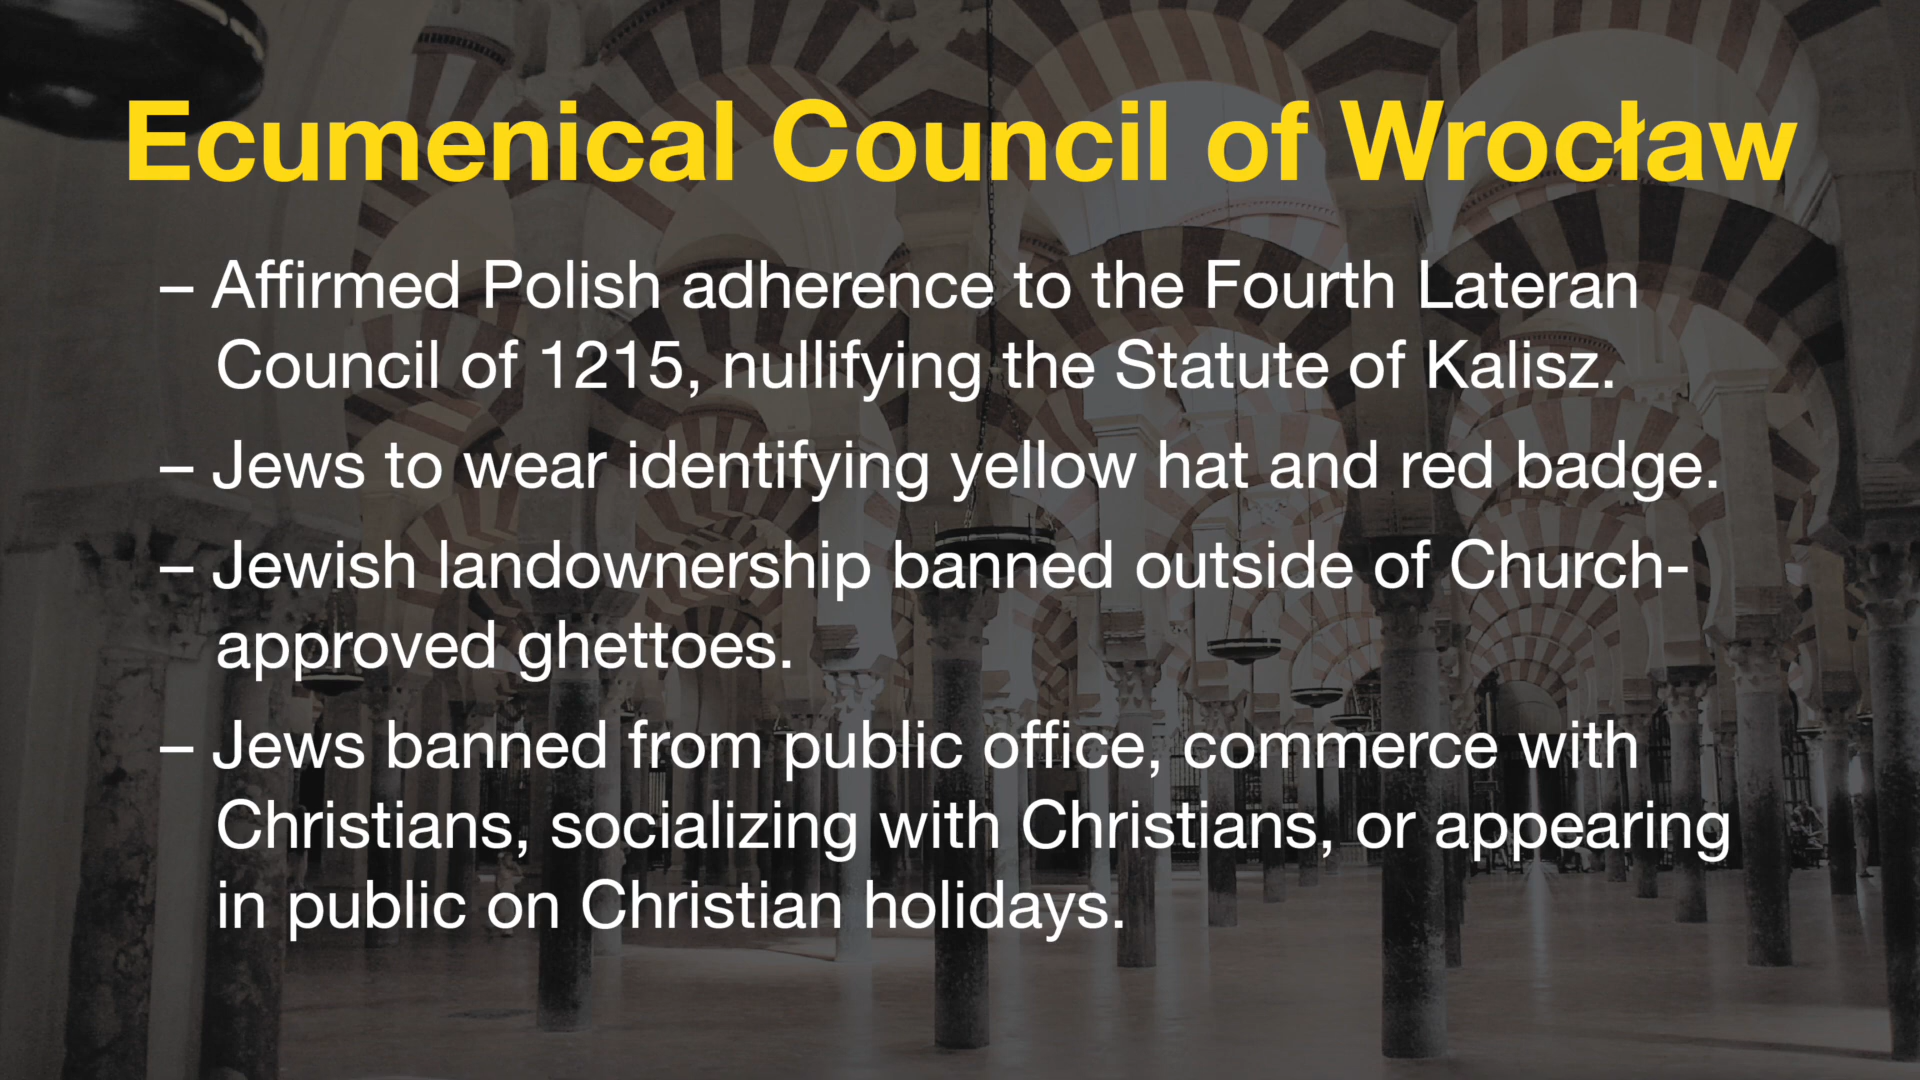 Ecumenical Council of Wrocław
– Affirmed Polish adherence to the Fourth Lateran
Council of 1215, nullifying the Statute of Kalisz.
– Jews to wear identifying yellow hat and red badge.
– Jewish landownership banned outside of Church-
approved ghettoes.
– Jews banned from public office, commerce with
Christians, socializing with Christians, or appearing
in public on Christian holidays.